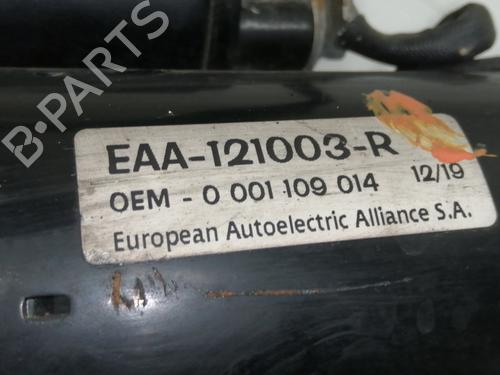 B-PARTS
EAA-121003-R
OEM - 0 001 109 014 12/19
European Autoelectric Alliance S.A.